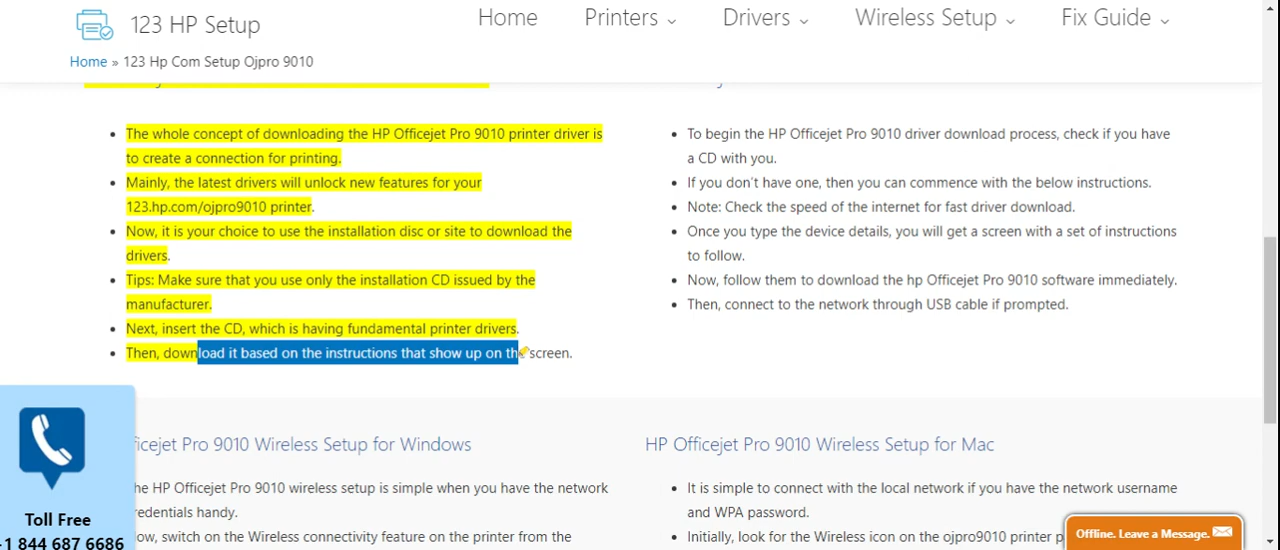 123 HP Setup
Home
Printers
Drivers
Wireless Setup
Fix Guide
Home » 123 Hp Com Setup Ojpro 9010
The whole concept of downloading the HP Officejet Pro 9010 printer driver is
to create a connection for printing.
Mainly, the latest drivers will unlock new features for your
123.hp.com/ojpro9010 printer.
Now, it is your choice to use the installation disc or site to download the
drivers.
Tips: Make sure that you use only the installation CD issued by the
manufacturer.
Next, insert the CD, which is having fundamental printer drivers.
Then, download it based on the instructions that show up on the screen.
To begin the HP Officejet Pro 9010 driver download process, check if you have
a CD with you.
If you don't have one, then you can commence with the below instructions.
Note: Check the speed of the internet for fast driver download.
Once you type the device details, you will get a screen with a set of instructions
to follow.
Now, follow them to download the hp Officejet Pro 9010 software immediately.
Then, connect to the network through USB cable if prompted.
ficejet Pro 9010 Wireless Setup for Windows
he HP Officejet Pro 9010 wireless setup is simple when you have the network
redentials handy.
ow, switch on the Wireless connectivity feature on the printer from the
HP Officejet Pro 9010 Wireless Setup for Mac
It is simple to connect with the local network if you have the network username
and WPA password.
Initially, look for the Wireless icon on the ojpro9010 printer p
Toll Free
+1 844 687 6686
Offline. Leave a Message.